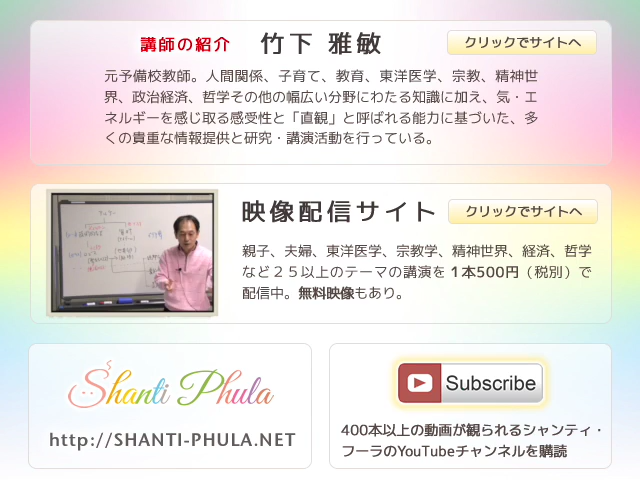 講師の紹介 竹下 雅敏 クリックでサイトへ
元予備校教師。人間関係、子育て、教育、東洋医学、宗教、精神世
界、政治経済、哲学その他の幅広い分野にわたる知識に加え、気・エ
ネルギーを感じ取る感受性と「直観」と呼ばれる能力に基づいた、多
くの貴重な情報提供と研究・講演活動を行っている。
映像配信サイト クリックでサイトへ
親子、夫婦、東洋医学、宗教学、精神世界、経済、哲学
など２５以上のテーマの講演を１本500円（税別）で
配信中。無料映像もあり。
Shanti Phula
http://SHANTI-PHULA.NET
Subscribe
400本以上の動画が観られるシャンティ・
フーラのYouTubeチャンネルを購読